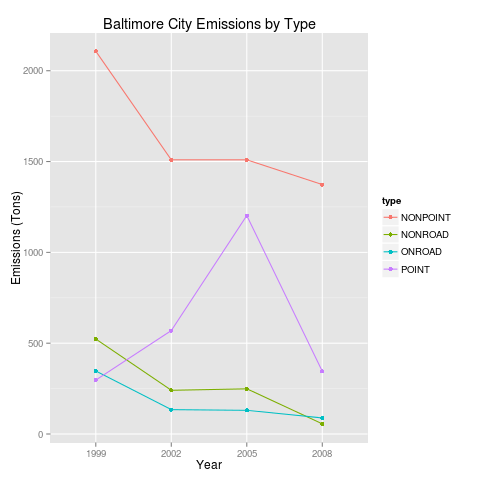 Baltimore City Emissions by Type
2000
1500
1000
500
0
Emissions (Tons)
1999 2002 2005 2008
Year
type
NONPOINT
NONROAD
ONROAD
POINT